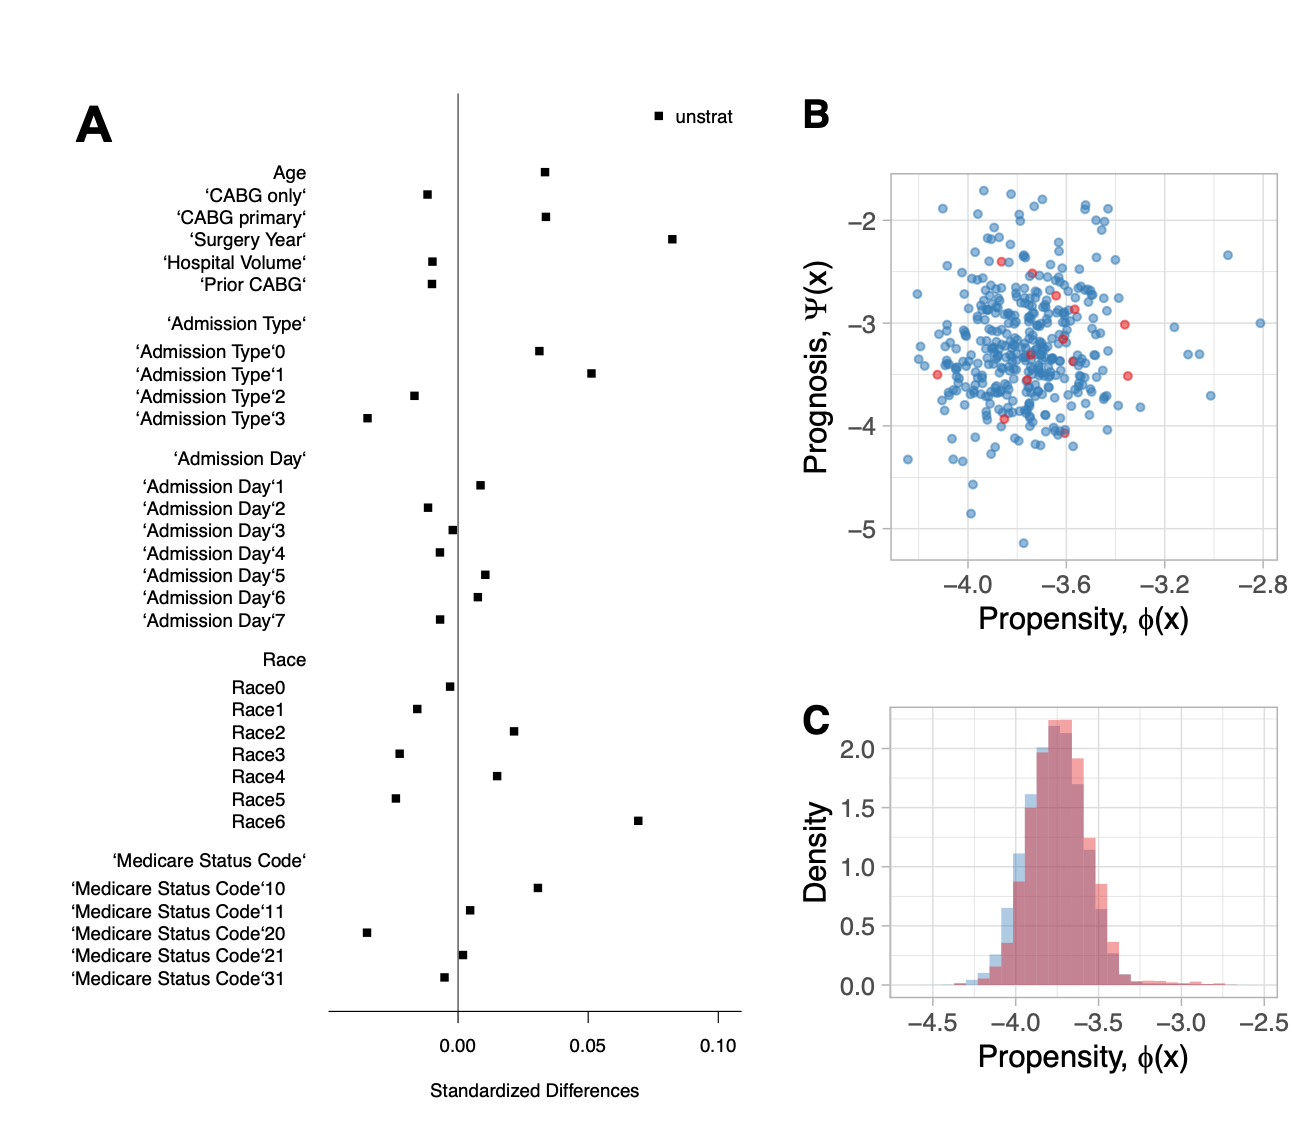 A
unstrat
Age
‘CABG only‘
‘CABG primary‘
‘Surgery Year‘
‘Hospital Volume‘
‘Prior CABG‘
‘Admission Type‘
‘Admission Type‘0
‘Admission Type‘1
‘Admission Type‘2
‘Admission Type‘3
‘Admission Day‘
‘Admission Day‘1
‘Admission Day‘2
‘Admission Day‘3
‘Admission Day‘4
‘Admission Day‘5
‘Admission Day‘6
‘Admission Day‘7
Race
Race0
Race1
Race2
Race3
Race4
Race5
Race6
‘Medicare Status Code‘
‘Medicare Status Code‘10
‘Medicare Status Code‘11
‘Medicare Status Code‘20
‘Medicare Status Code‘21
‘Medicare Status Code‘31
0.00 0.05 0.10
Standardized Differences
B
Prognosis, Ψ(x)
−2
−3
−4
−5
−4.0 −3.6 −3.2 −2.8
Propensity, ϕ(x)
C
Density
2.0
1.5
1.0
0.5
0.0
−4.5 −4.0 −3.5 −3.0 −2.5
Propensity, ϕ(x)